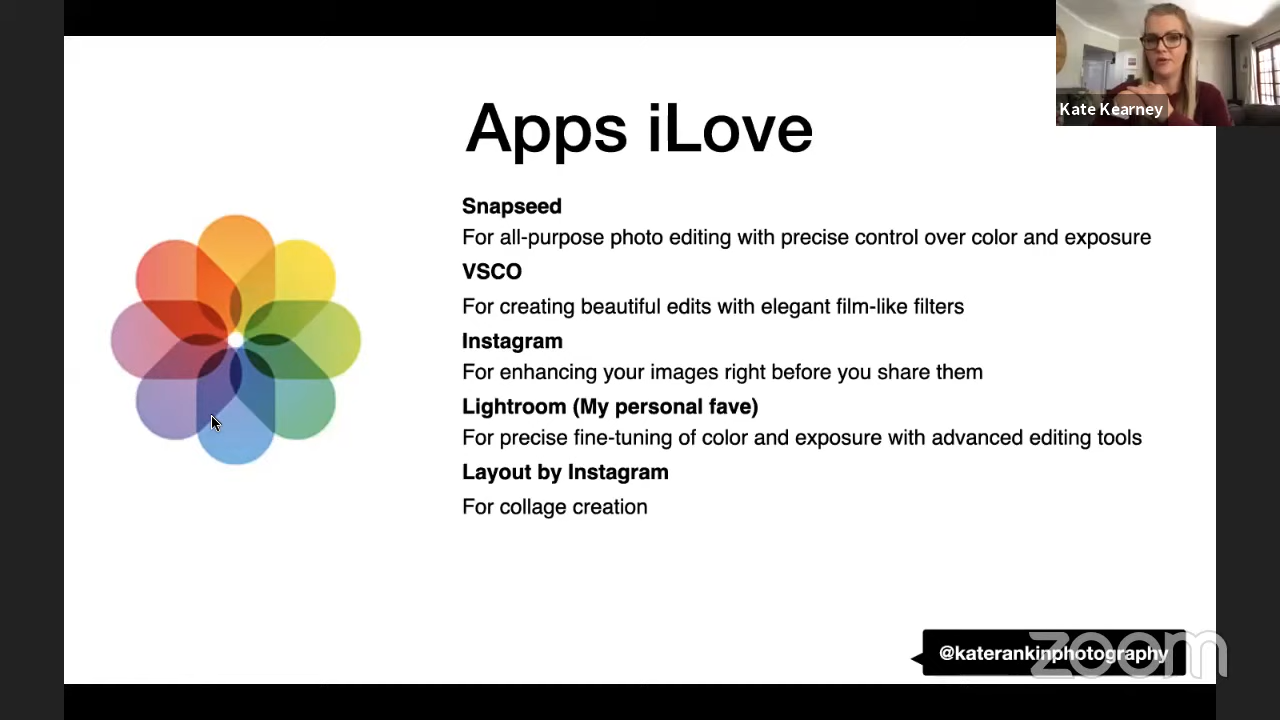 Apps iLove
Kate Kearney
Snapseed
For all-purpose photo editing with precise control over color and exposure
VSCO
For creating beautiful edits with elegant film-like filters
Instagram
For enhancing your images right before you share them
Lightroom (My personal fave)
For precise fine-tuning of color and exposure with advanced editing tools
Layout by Instagram
For collage creation
@katerankinphotography
zoom